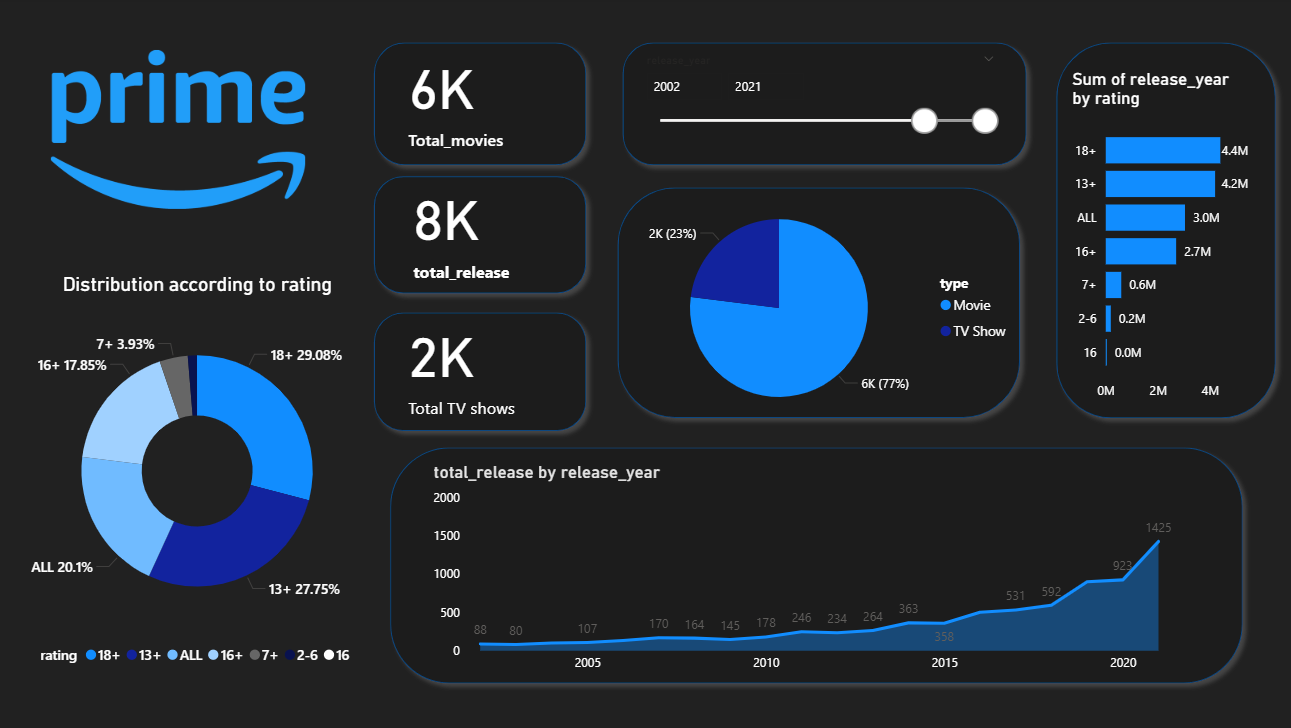 prime
6K
Total_movies
8K
total_release
2K
Total TV shows
release_year
2002 2021
2K (23%)
6K (77%)
type
Movie
TV Show
Sum of release_year
by rating
18+ 4.4M
13+ 4.2M
ALL 3.0M
16+ 2.7M
7+ 0.6M
2-6 0.2M
16 0.0M
0M 2M 4M
Distribution according to rating
7+ 3.93%
18+ 29.08%
16+ 17.85%
ALL 20.1%
13+ 27.75%
rating 18+ 13+ ALL 16+ 7+ 2-6 16
total_release by release_year
2000
1500
1000
500
0
88 80 107 170 164 145 178 246 234 264 363 358 531 592 923 1425
2005 2010 2015 2020